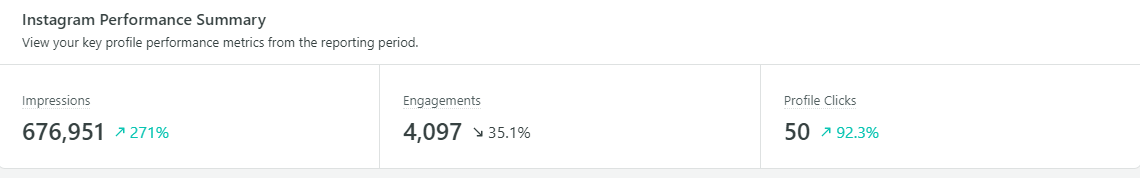 Instagram Performance Summary
View your key profile performance metrics from the reporting period.
Impressions
676,951 ↗ 271%
Engagements
4,097 ↘ 35.1%
Profile Clicks
50 ↗ 92.3%